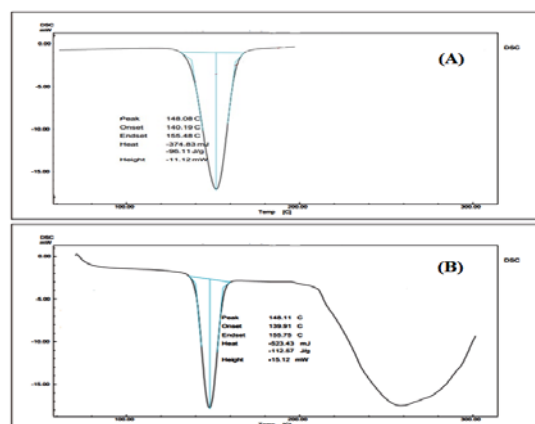 DSC
mW
0.00
DSC
(A)
-5.00
Peak 148.08 C
Onset 140.19 C
Endset 155.48 C
Heat -374.83 mJ
-96.11 J/g
Height -11.12 mW
-10.00
-15.00
100.00 200.00 300.00
Temp [C]
DSC
mW
0.00
DSC
(B)
-5.00
Peak 148.11 C
Onset 139.91 C
Endset 155.75 C
Heat -523.43 mJ
-112.57 J/g
Height -15.12 mW
-10.00
-15.00
100.00 200.00 300.00
Temp [C]